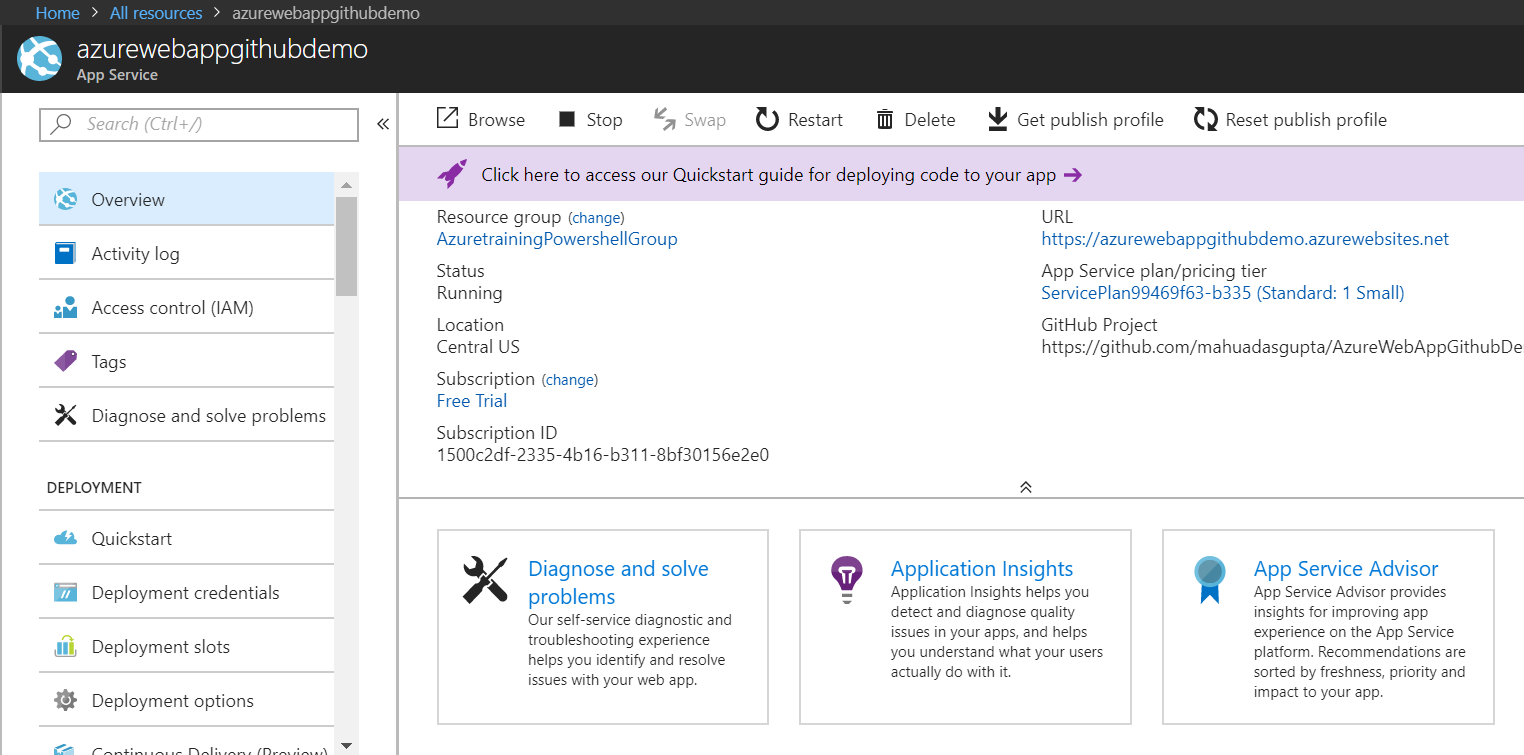 Home > All resources > azurewebappgithubdemo
azurewebappgithubdemo
App Service
Search (Ctrl+/)
Overview
Activity log
Access control (IAM)
Tags
Diagnose and solve problems
DEPLOYMENT
Quickstart
Deployment credentials
Deployment slots
Deployment options
Continuous Delivery (Preview)
Browse Stop Swap Restart Delete Get publish profile Reset publish profile
Click here to access our Quickstart guide for deploying code to your app
Resource group (change)
AzuretrainingPowershellGroup
Status
Running
Location
Central US
Subscription (change)
Free Trial
Subscription ID
1500c2df-2335-4b16-b311-8bf30156e2e0
URL
https://azurewebappgithubdemo.azurewebsites.net
App Service plan/pricing tier
ServicePlan99469f63-b335 (Standard: 1 Small)
GitHub Project
https://github.com/mahuadasgupta/AzureWebAppGithubDe
Diagnose and solve
problems
Our self-service diagnostic and
troubleshooting experience
helps you identify and resolve
issues with your web app.
Application Insights
Application Insights helps you
detect and diagnose quality
issues in your apps, and helps
you understand what your users
actually do with it.
App Service Advisor
App Service Advisor provides
insights for improving app
experience on the App Service
platform. Recommendations are
sorted by freshness, priority and
impact to your app.